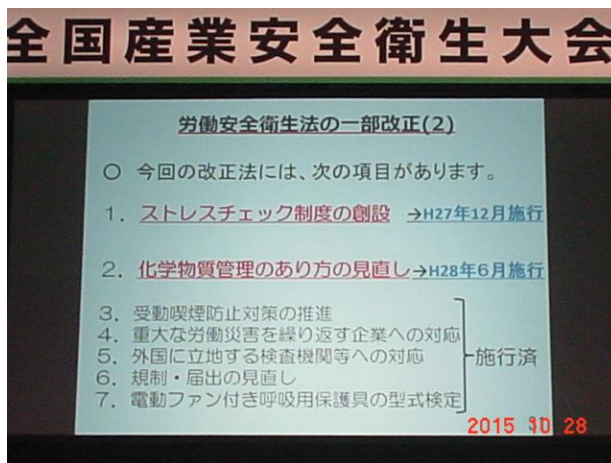 全国産業安全衛生大会
労働安全衛生法の一部改正(2)
○ 今回の改正法には、次の項目があります。
1. ストレスチェック制度の創設 →H27年12月施行
2. 化学物質管理のあり方の見直し→H28年6月施行
3. 受動喫煙防止対策の推進
4. 重大な労働災害を繰り返す企業への対応
5. 外国に立地する検査機関等への対応
6. 規制・届出の見直し
7. 電動ファン付き呼吸用保護具の型式検定
施行済
2015 10 28